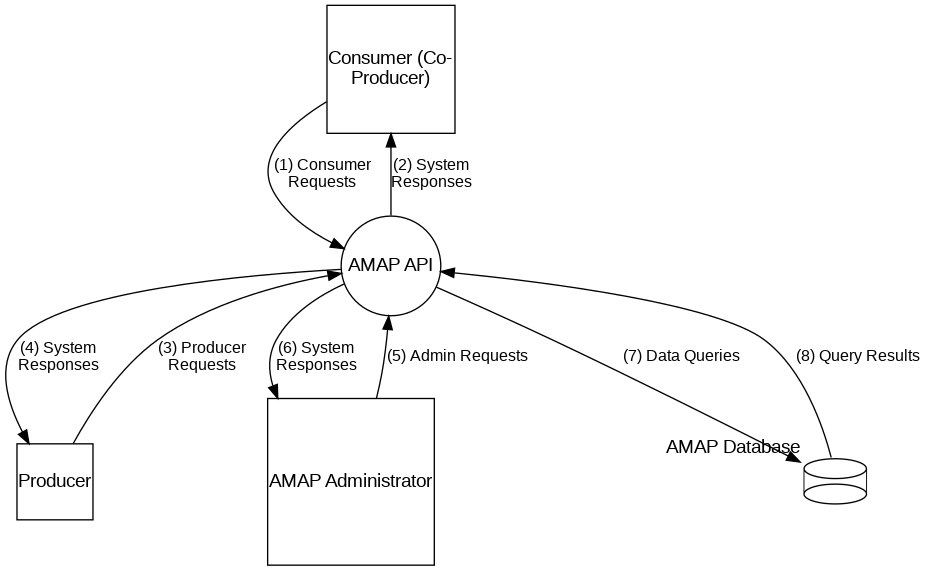 Consumer (Co-
Producer)
(1) Consumer
Requests
(2) System
Responses
AMAP API
(4) System
Responses
(3) Producer
Requests
(6) System
Responses
(5) Admin Requests
(7) Data Queries
(8) Query Results
AMAP Database
Producer
AMAP Administrator